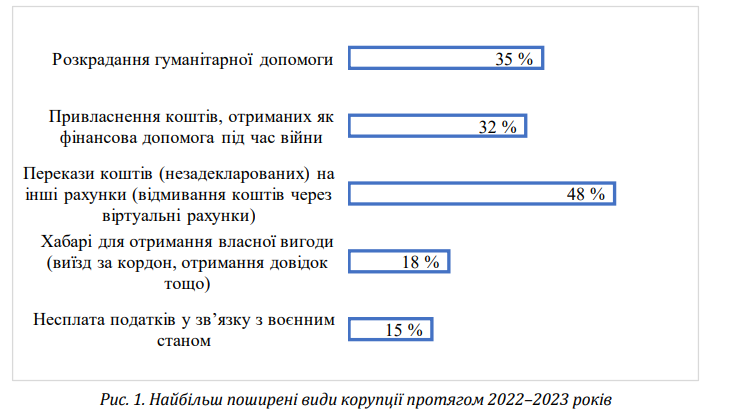 Розкрадання гуманітарної допомоги
35 %
Привласнення коштів, отриманих як
фінансова допомога під час війни
32 %
Перекази коштів (незадекларованих) на
інші рахунки (відмивання коштів через
віртуальні рахунки)
48 %
Хабарі для отримання власної вигоди
(виїзд за кордон, отримання довідок
тощо)
18 %
Несплата податків у зв’язку з воєнним
станом
15 %
Рис. 1. Найбільш поширені види корупції протягом 2022–2023 років